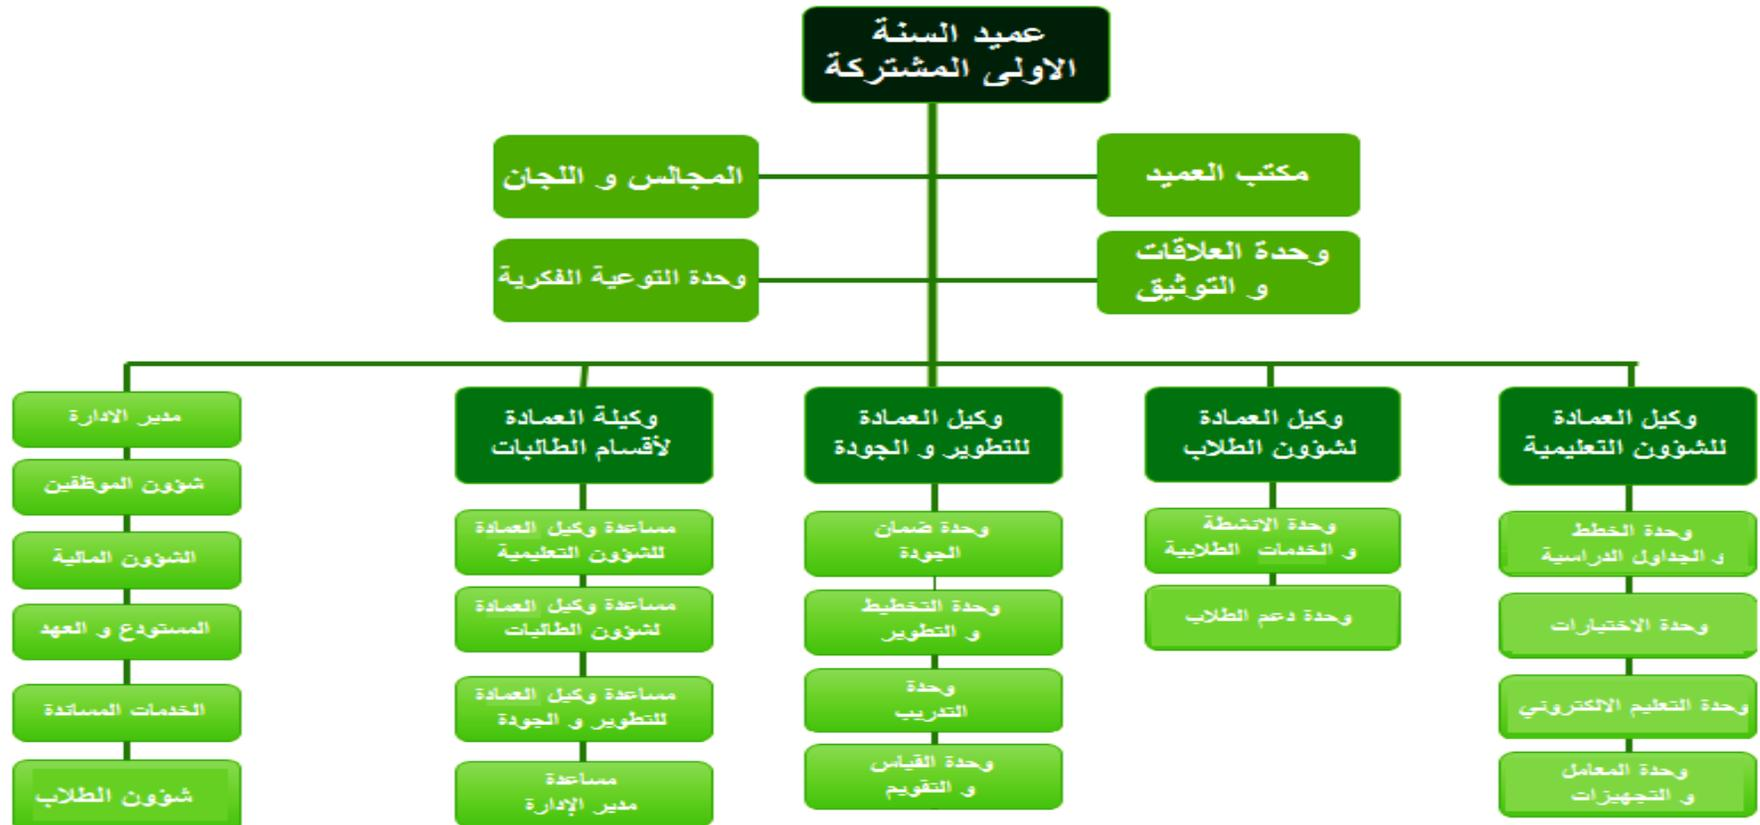 عميد السنة
الاولى المشتركة
مكتب العميد
المجالس و اللجان
وحدة العلاقات
و التوثيق
وحدة التوعية الفكرية
وكيل العمادة
للشؤون التعليمية
وحدة الخطط
و الجداول الدراسية
وحدة الاختبارات
وحدة التعليم الالكتروني
وحدة المعامل
و التجهيزات
وكيل العمادة
لشؤون الطلاب
وحدة الانشطة
و الخدمات الطلابية
وحدة دعم الطلاب
وكيل العمادة
للتطوير و الجودة
وحدة ضمان
الجودة
وحدة التخطيط
و التطوير
وحدة
التدريب
وحدة القياس
و التقويم
وكيلة العمادة
لأقسام الطالبات
مساعدة وكيل العمادة
للشؤون التعليمية
مساعدة وكيل العمادة
لشؤون الطالبات
مساعدة وكيل العمادة
للتطوير و الجودة
مساعدة
مدير الإدارة
مدير الادارة
شؤون الموظفين
الشؤون المالية
المستودع و العهد
الخدمات المساندة
شؤون الطلاب